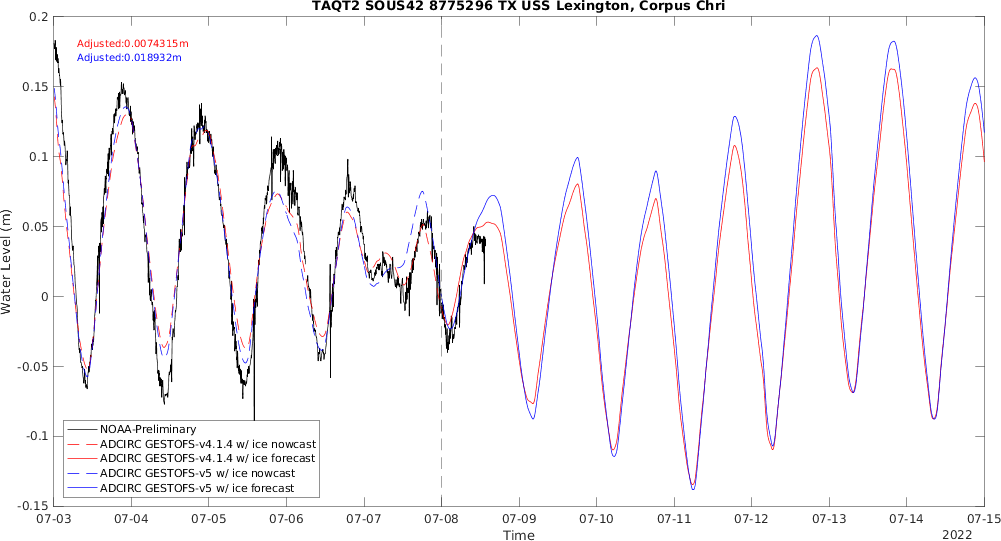 TAQT2 SOUS42 8775296 TX USS Lexington, Corpus Chri
Adjusted:0.0074315m
Adjusted:0.018932m
Water Level (m)
0.2
0.15
0.1
0.05
0
-0.05
-0.1
-0.15
NOAA-Preliminary
ADCIRC GESTOFS-v4.1.4 w/ ice nowcast
ADCIRC GESTOFS-v4.1.4 w/ ice forecast
ADCIRC GESTOFS-v5 w/ ice nowcast
ADCIRC GESTOFS-v5 w/ ice forecast
07-03 07-04 07-05 07-06 07-07 07-08 07-09 07-10 07-11 07-12 07-13 07-14 07-15
Time
2022